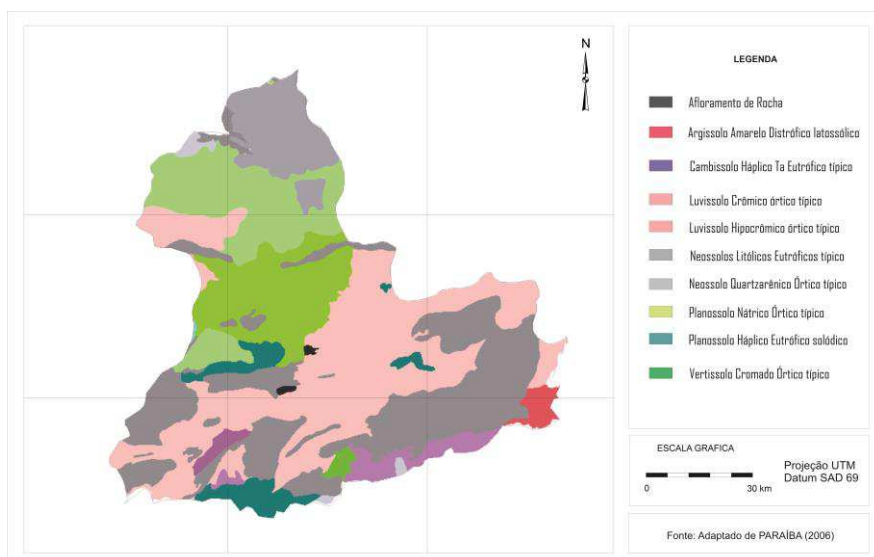 N
LEGENDA
Afloramento de Rocha
Argissolo Amarelo Distrófico latossólico
Cambissolo Háplico Ta Eutrófico típico
Luvissolo Crômico órtico típico
Luvissolo Hipocrômico órtico típico
Neossolos Litólicos Eutróficos típico
Neossolo Quartzarênico Órtico típico
Planossolo Nátrico Órtico típico
Planossolo Háplico Eutrófico solódico
Vertissolo Cromado Órtico típico
ESCALA GRAFICA
0 30 km
Projeção UTM
Datum SAD 69
Fonte: Adaptado de PARAÍBA (2006)